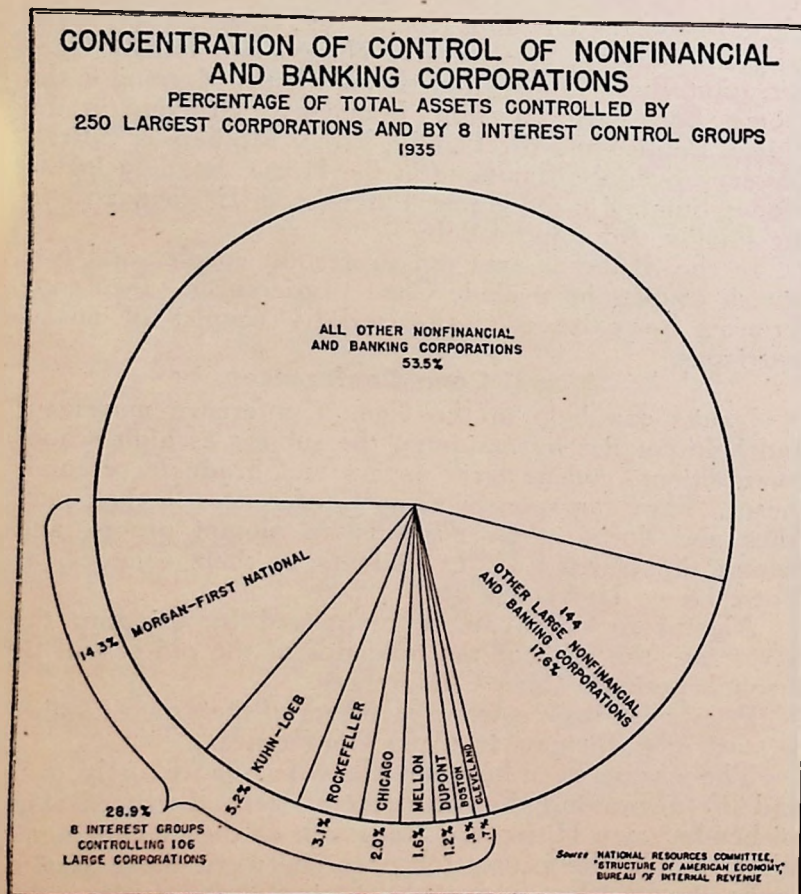 CONCENTRATION OF CONTROL OF NONFINANCIAL
AND BANKING CORPORATIONS
PERCENTAGE OF TOTAL ASSETS CONTROLLED BY
250 LARGEST CORPORATIONS AND BY 8 INTEREST CONTROL GROUPS
1935
ALL OTHER NONFINANCIAL
AND BANKING CORPORATIONS
53.5%
144
OTHER LARGE NONFINANCIAL
AND BANKING CORPORATIONS
17.6%
MORGAN-FIRST NATIONAL
14.3%
KUHN-LOEB
5.2%
ROCKEFELLER
3.1%
CHICAGO
2.0%
MELLON
1.6%
DUPONT
1.2%
BOSTON
.8%
CLEVELAND
.7%
28.9%
8 INTEREST GROUPS
CONTROLLING 106
LARGE CORPORATIONS
Source NATIONAL RESOURCES COMMITTEE,
"STRUCTURE OF AMERICAN ECONOMY,"
BUREAU OF INTERNAL REVENUE